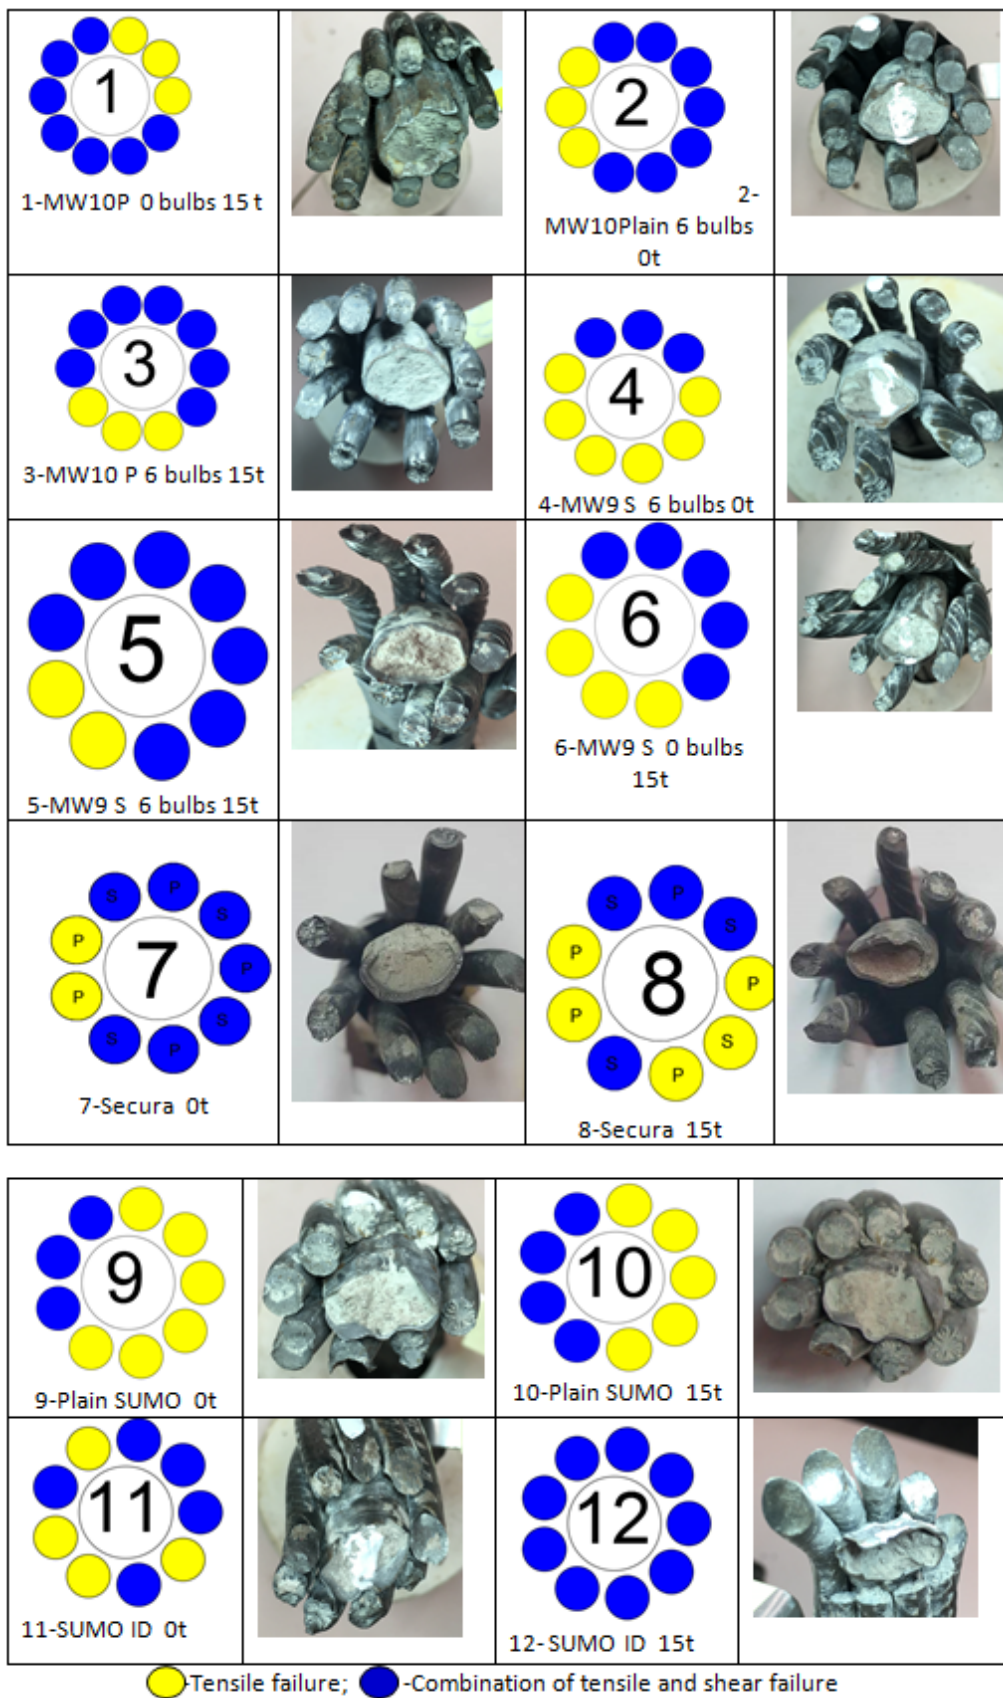 1
1-MW10P 0 bulbs 15 t
2
2-
MW10Plain 6 bulbs
0t
3
3-MW10 P 6 bulbs 15t
4
4-MW9 S 6 bulbs 0t
5
5-MW9 S 6 bulbs 15t
6
6-MW9 S 0 bulbs
15t
S P S
P P
7
P S
S P
7-Secura 0t
S P S
P P
8
P S
S P
8-Secura 15t
9
9-Plain SUMO 0t
10
10-Plain SUMO 15t
11
11-SUMO ID 0t
12
12- SUMO ID 15t
-Tensile failure; -Combination of tensile and shear failure